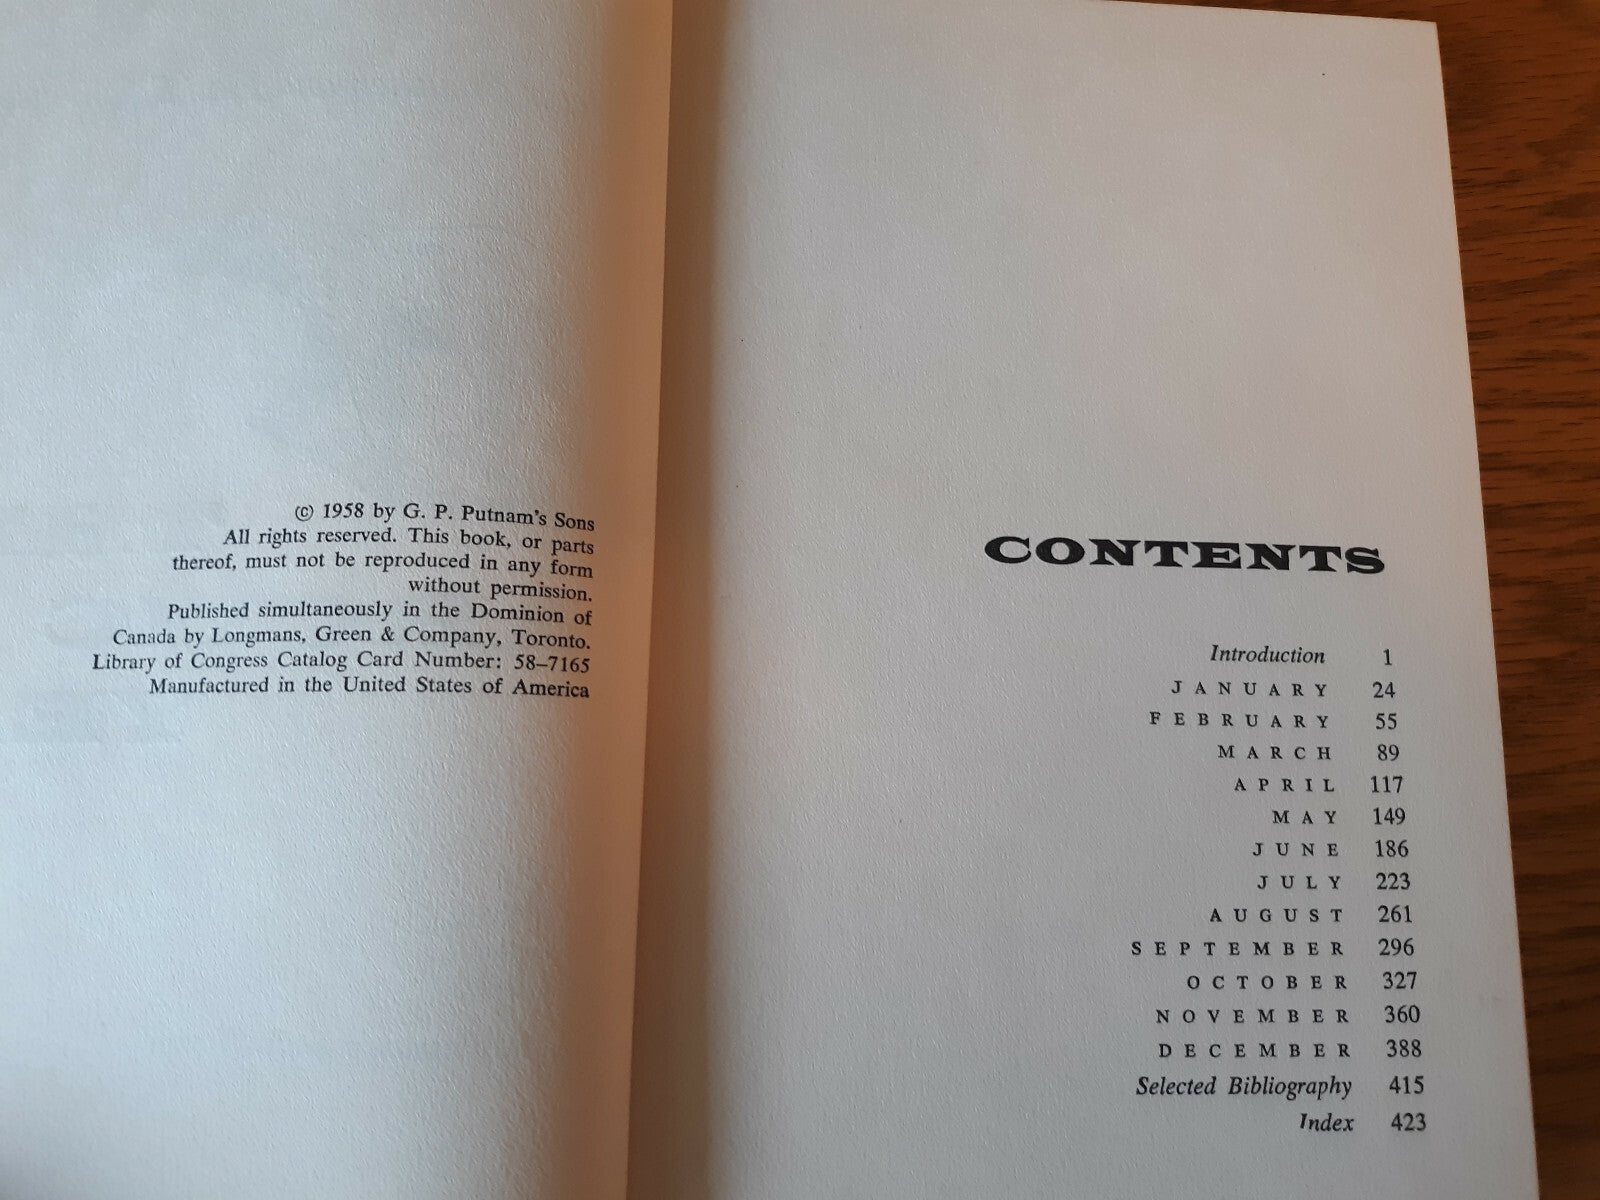 © 1958 by G. P. Putnam's Sons
All rights reserved. This book, or parts
thereof, must not be reproduced in any form
without permission.
Published simultaneously in the Dominion of
Canada by Longmans, Green & Company, Toronto.
Library of Congress Catalog Card Number: 58–7165
Manufactured in the United States of America
CONTENTS
Introduction 1
JANUARY 24
FEBRUARY 55
MARCH 89
APRIL 117
MAY 149
JUNE 186
JULY 223
AUGUST 261
SEPTEMBER 296
OCTOBER 327
NOVEMBER 360
DECEMBER 388
Selected Bibliography 415
Index 423